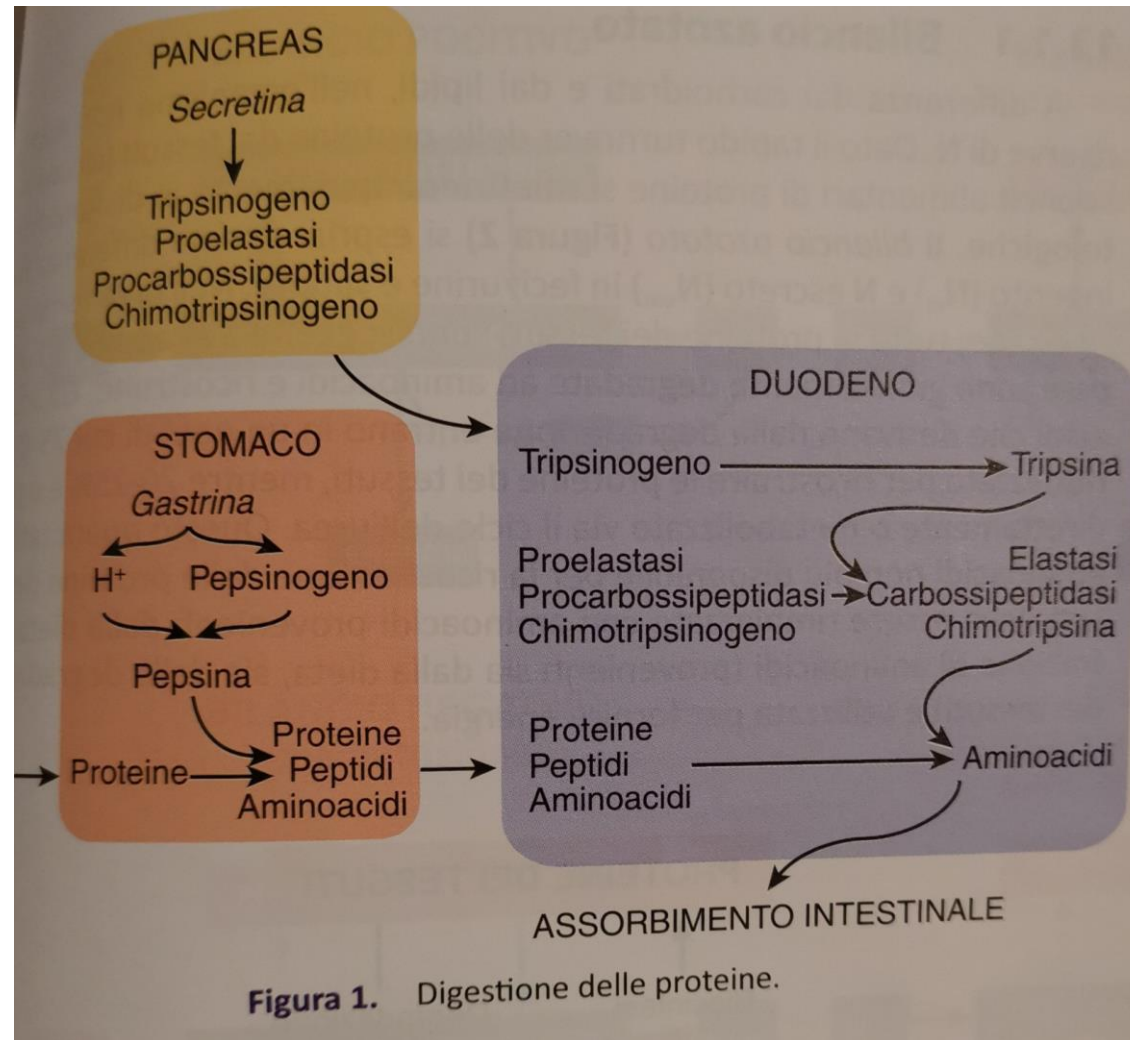 PANCREAS
Secretina
Tripsinogeno
Proelastasi
Procarbossipeptidasi
Chimotripsinogeno
STOMACO
Gastrina
H⁺ Pepsinogeno
Pepsina
Proteine
Proteine
Peptidi
Aminoacidi
DUODENO
Tripsinogeno Tripsina
Proelastasi Elastasi
Procarbossipeptidasi Carbossipeptidasi
Chimotripsinogeno Chimotripsina
Proteine
Peptidi
Aminoacidi
Aminoacidi
ASSORBIMENTO INTESTINALE
Figura 1. Digestione delle proteine.